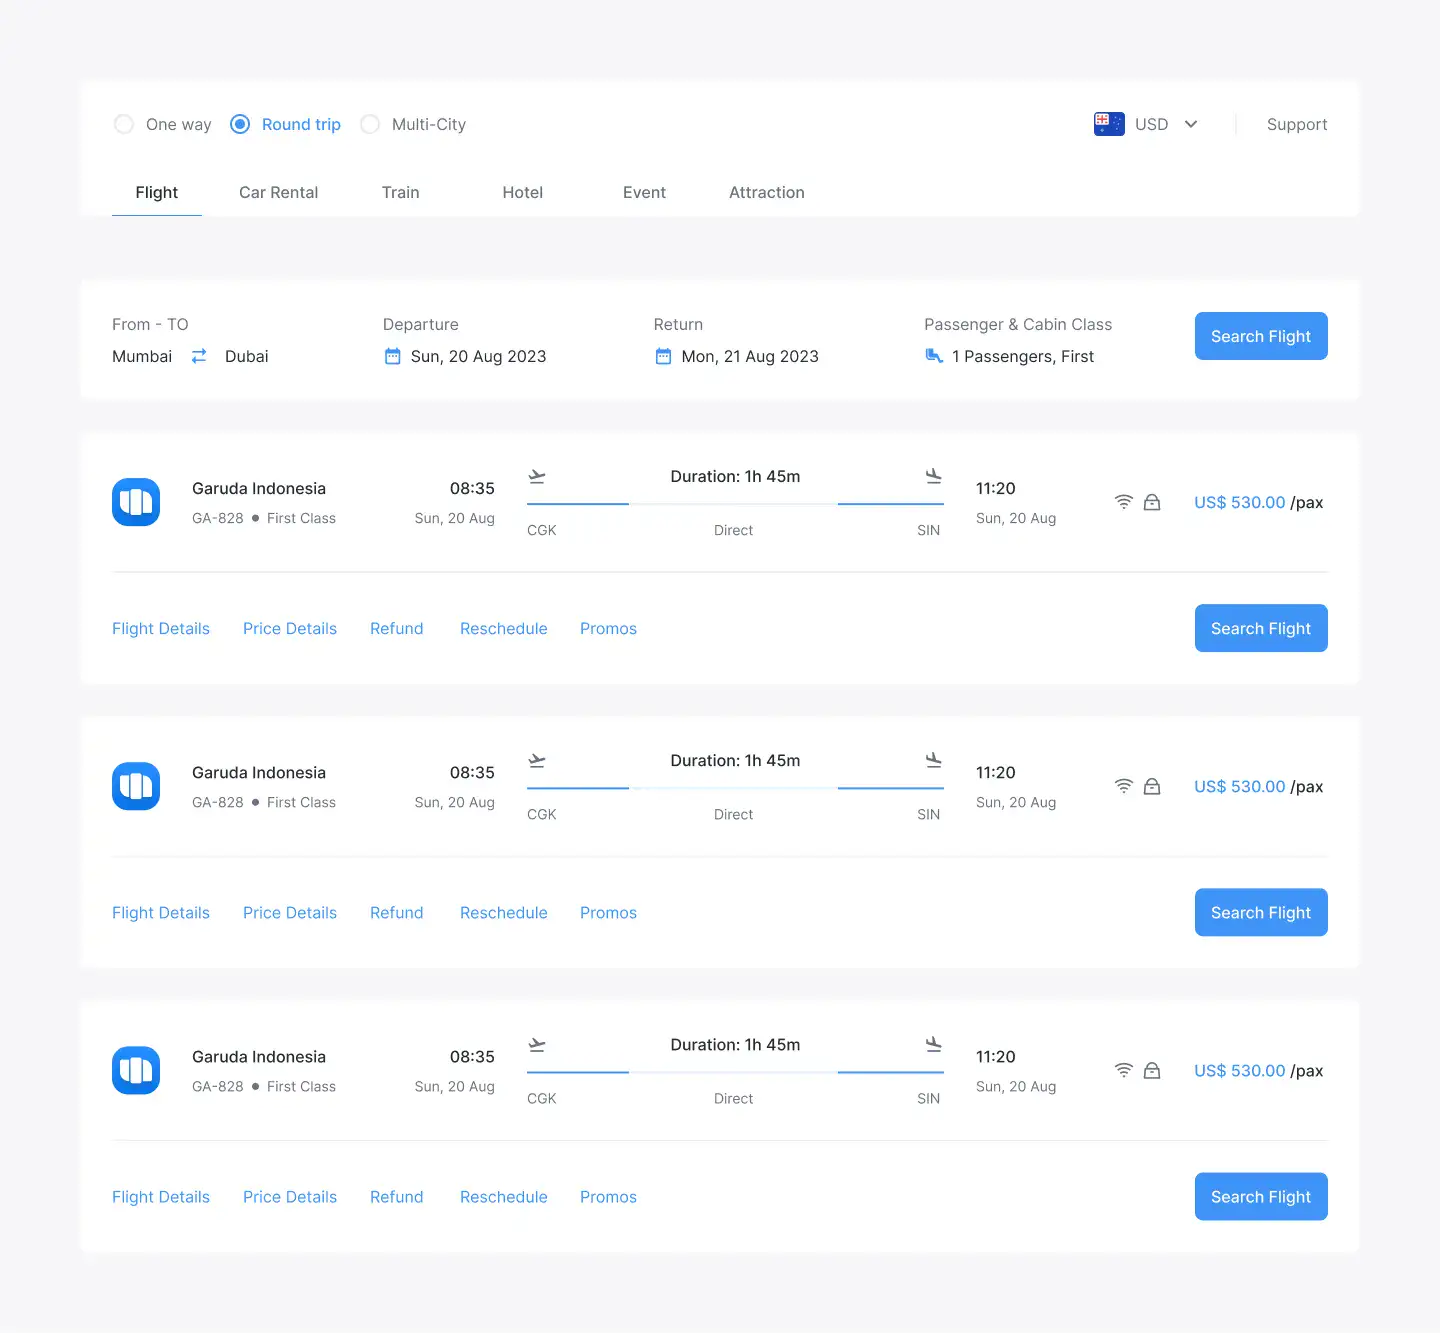 One way Round trip Multi-City USD Support
Flight Car Rental Train Hotel Event Attraction
From - TO Departure Return Passenger & Cabin Class
Mumbai Dubai Sun, 20 Aug 2023 Mon, 21 Aug 2023 1 Passengers, First
Search Flight
Duration: 1h 45m
Garuda Indonesia 08:35 11:20
US$ 530.00 /pax
GA-828 • First Class Sun, 20 Aug Sun, 20 Aug
CGK Direct SIN
Flight Details Price Details Refund Reschedule Promos Search Flight
Duration: 1h 45m
Garuda Indonesia 08:35 11:20
US$ 530.00 /pax
GA-828 • First Class Sun, 20 Aug Sun, 20 Aug
CGK Direct SIN
Flight Details Price Details Refund Reschedule Promos Search Flight
Duration: 1h 45m
Garuda Indonesia 08:35 11:20
US$ 530.00 /pax
GA-828 • First Class Sun, 20 Aug Sun, 20 Aug
CGK Direct SIN
Flight Details Price Details Refund Reschedule Promos Search Flight